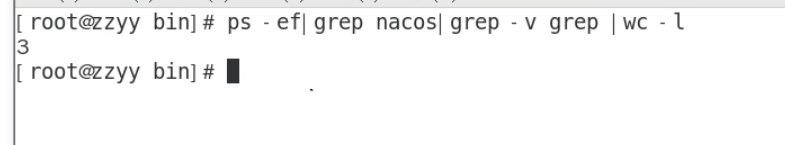 [root@zzyy bin]# ps -ef| grep nacos| grep -v grep |wc -l
3
[root@zzyy bin]#